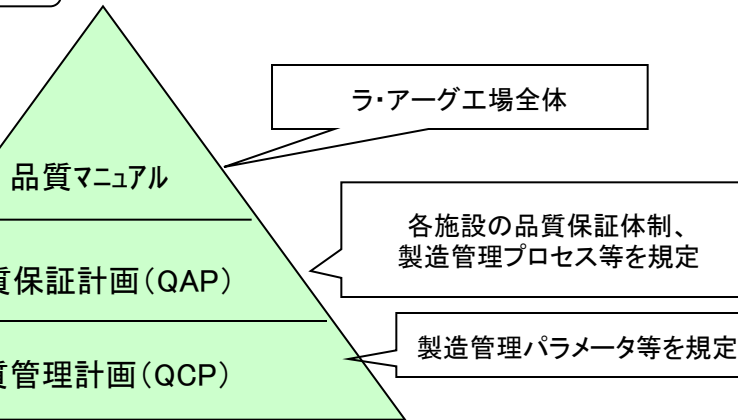 ラ・アーグ工場全体
品質マニュアル
各施設の品質保証体制、
製造管理プロセス等を規定
質保証計画(QAP)
製造管理パラメータ等を規定
質管理計画(QCP)